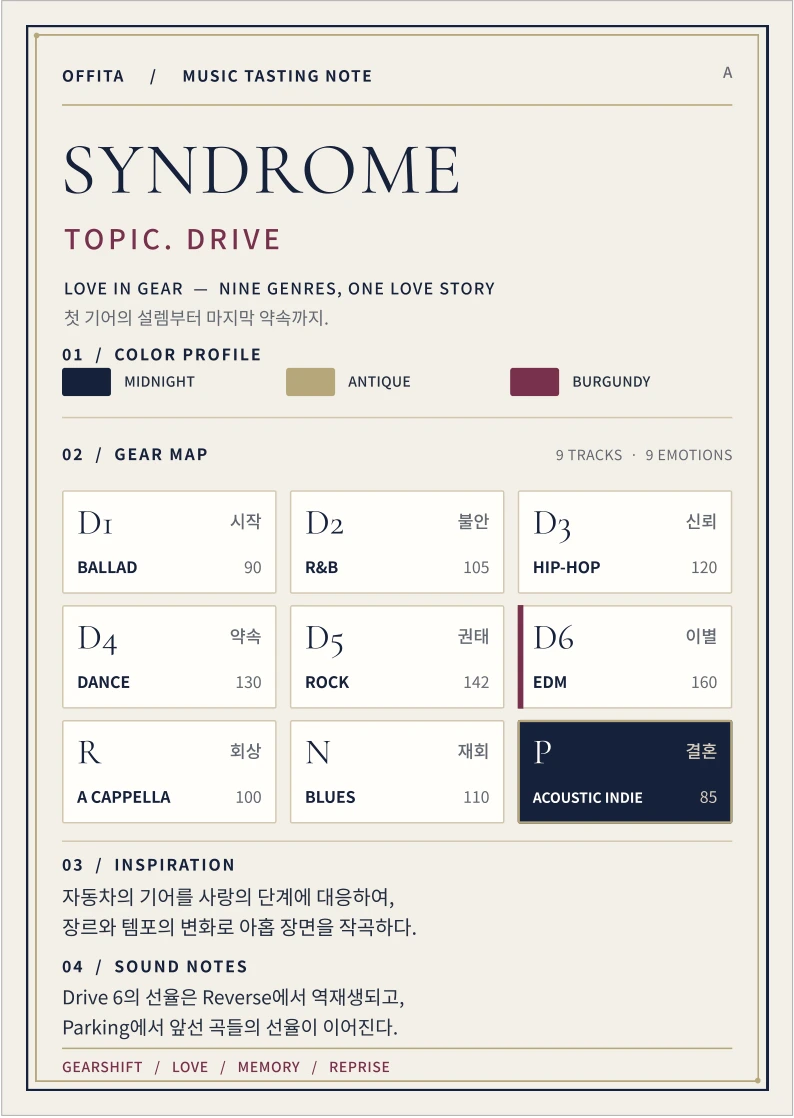 OFFITA / MUSIC TASTING NOTE
A
SYNDROME
TOPIC. DRIVE
LOVE IN GEAR — NINE GENRES, ONE LOVE STORY
첫 기어의 설렘부터 마지막 약속까지.
01 / COLOR PROFILE
MIDNIGHT
ANTIQUE
BURGUNDY
02 / GEAR MAP
9 TRACKS · 9 EMOTIONS
D1 시작
BALLAD 90
D2 불안
R&B 105
D3 신뢰
HIP-HOP 120
D4 약속
DANCE 130
D5 권태
ROCK 142
D6 이별
EDM 160
R 회상
A CAPPELLA 100
N 재회
BLUES 110
P 결혼
ACOUSTIC INDIE 85
03 / INSPIRATION
자동차의 기어를 사랑의 단계에 대응하여,
장르와 템포의 변화로 아홉 장면을 작곡하다.
04 / SOUND NOTES
Drive 6의 선율은 Reverse에서 역재생되고,
Parking에서 앞선 곡들의 선율이 이어진다.
GEARSHIFT / LOVE / MEMORY / REPRISE